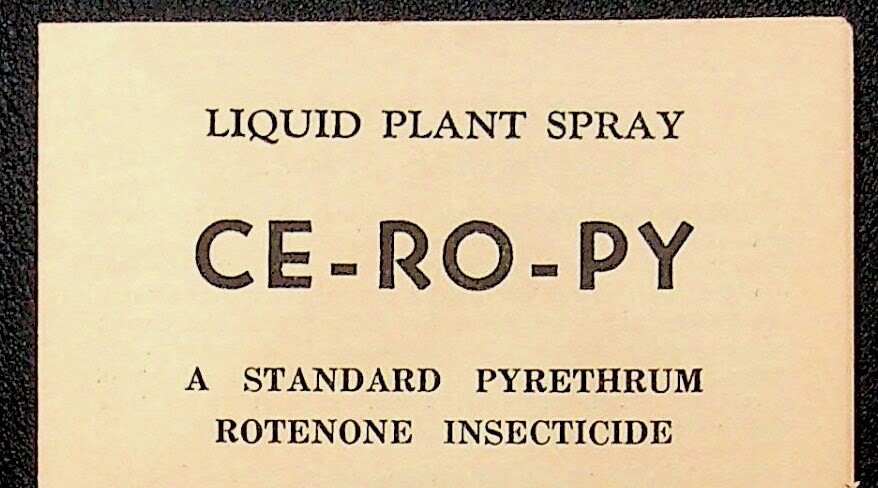 LIQUID PLANT SPRAY
CE-RO-PY
A STANDARD PYRETHRUM
ROTENONE INSECTICIDE